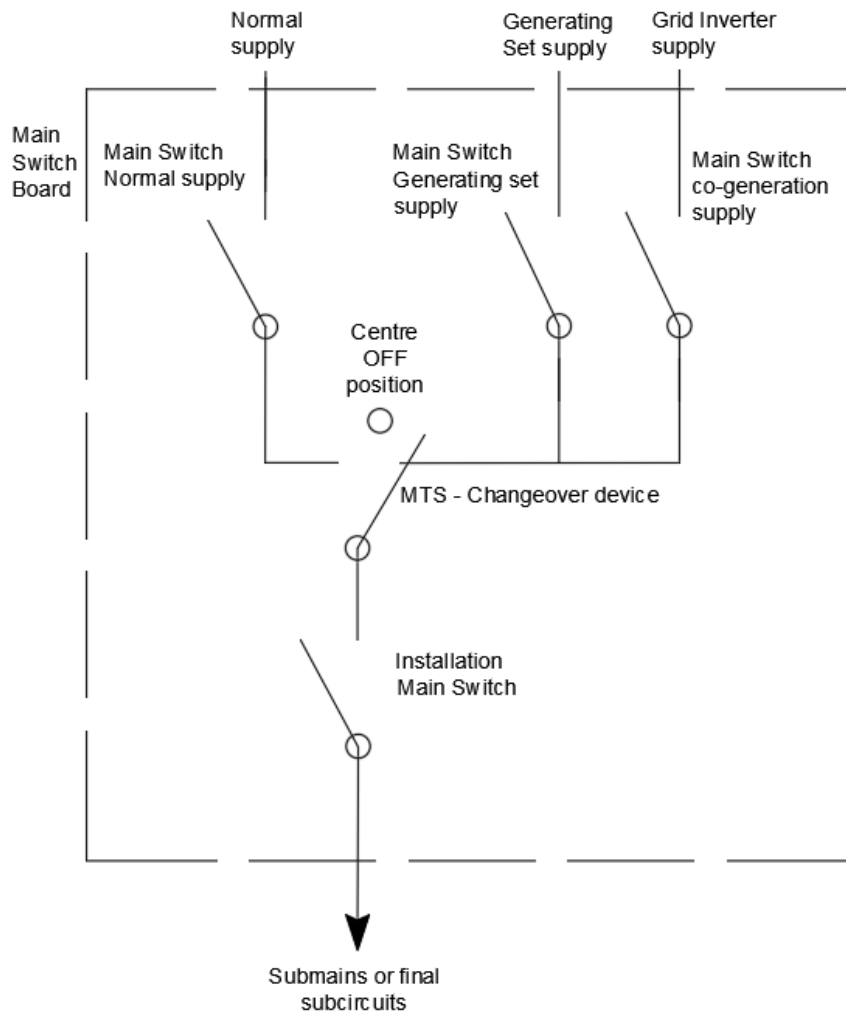 Normal
supply
Generating
Set supply
Grid Inverter
supply
Main
Switch
Board
Main Switch
Normal supply
Main Switch
Generating set
supply
Main Switch
co-generation
supply
Centre
OFF
position
MTS - Changeover device
Installation
Main Switch
Submains or final
subcircuits